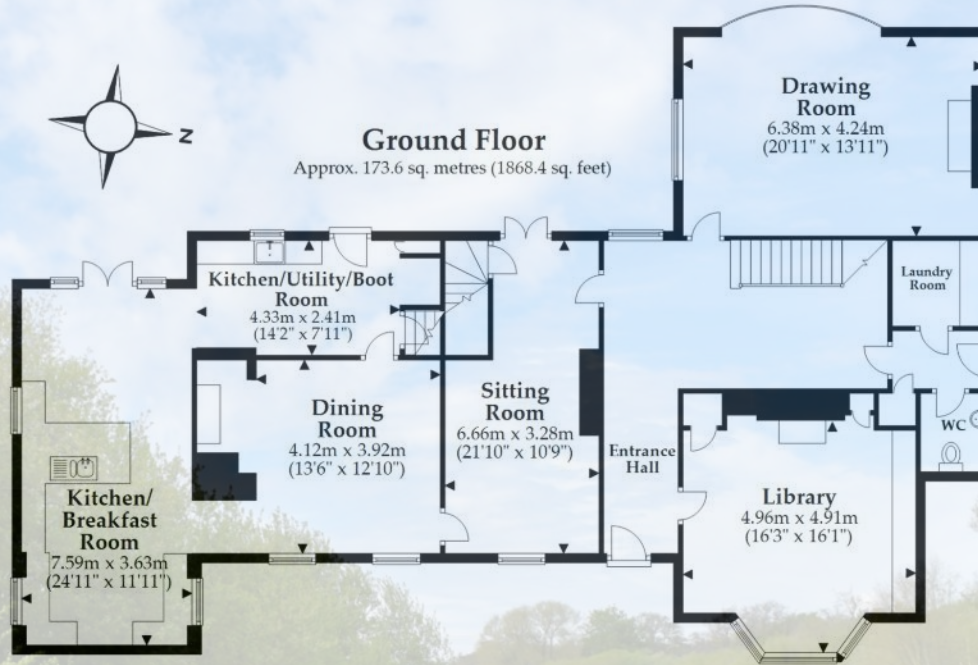 Ground Floor
Approx. 173.6 sq. metres (1868.4 sq. feet)
N
Drawing
Room
6.38m x 4.24m
(20'11" x 13'11")
Kitchen/Utility/Boot
Room
4.33m x 2.41m
(14'2" x 7'11")
Laundry
Room
Dining
Room
4.12m x 3.92m
(13'6" x 12'10")
Sitting
Room
6.66m x 3.28m
(21'10" x 10'9")
Entrance
Hall
WC
Kitchen/
Breakfast
Room
7.59m x 3.63m
(24'11" x 11'11")
Library
4.96m x 4.91m
(16'3" x 16'1")